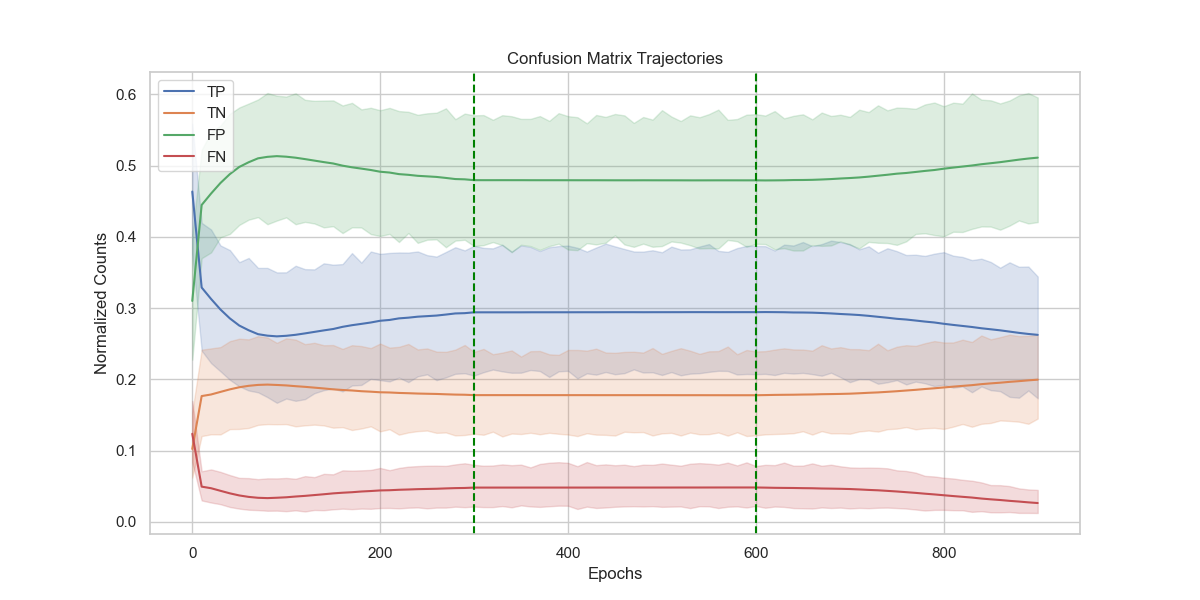 Confusion Matrix Trajectories
TP
TN
FP
FN
Normalized Counts
0.6
0.5
0.4
0.3
0.2
0.1
0.0
0 200 400 600 800
Epochs